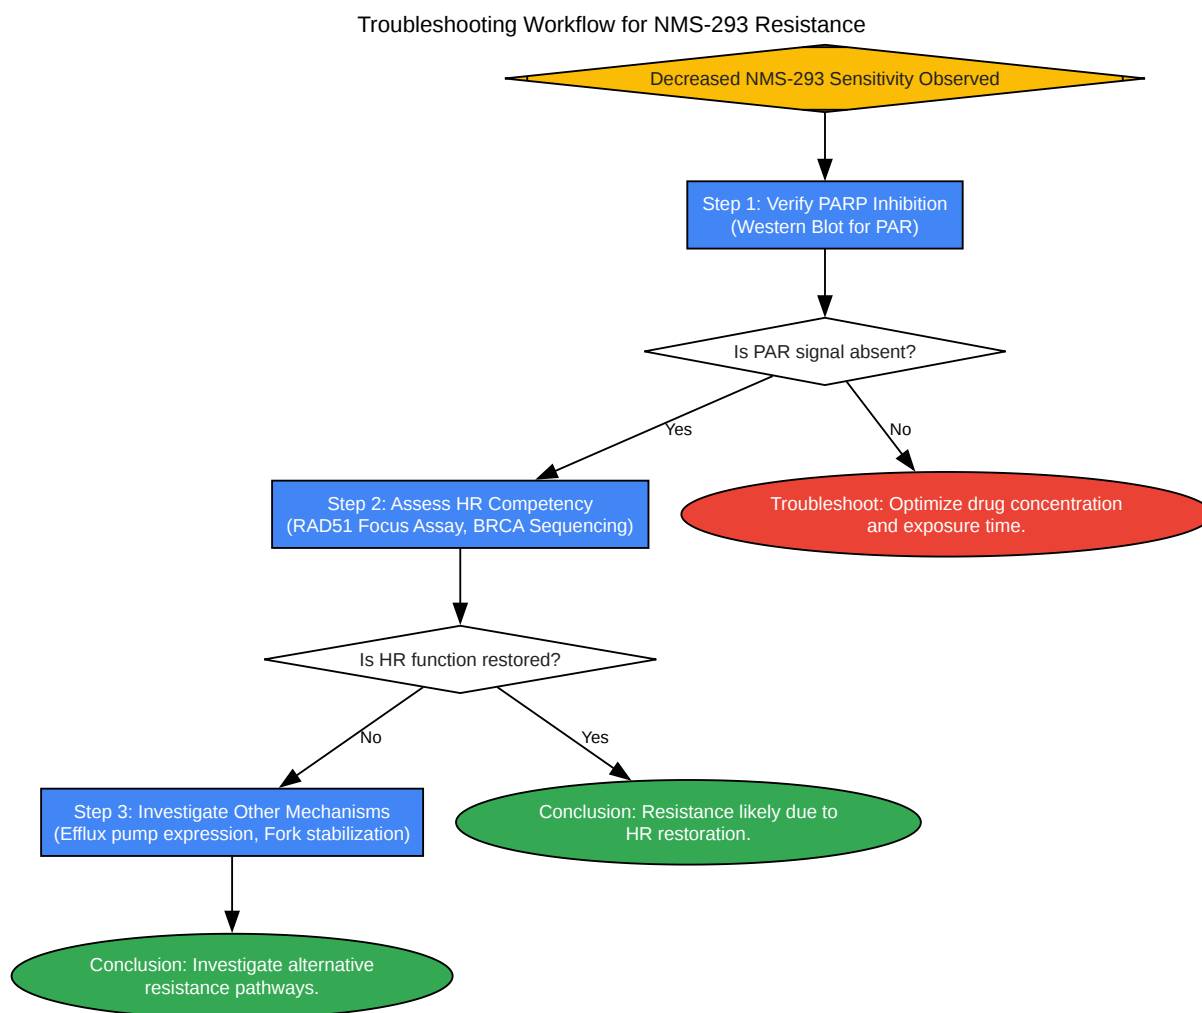 Troubleshooting Workflow for NMS-293 Resistance
Decreased NMS-293 Sensitivity Observed
Step 1: Verify PARP Inhibition
(Western Blot for PAR)
Is PAR signal absent?
Yes
No
Step 2: Assess HR Competency
(RAD51 Focus Assay, BRCA Sequencing)
Troubleshoot: Optimize drug concentration
and exposure time.
Is HR function restored?
No
Yes
Step 3: Investigate Other Mechanisms
(Efflux pump expression, Fork stabilization)
Conclusion: Resistance likely due to
HR restoration.
Conclusion: Investigate alternative
resistance pathways.